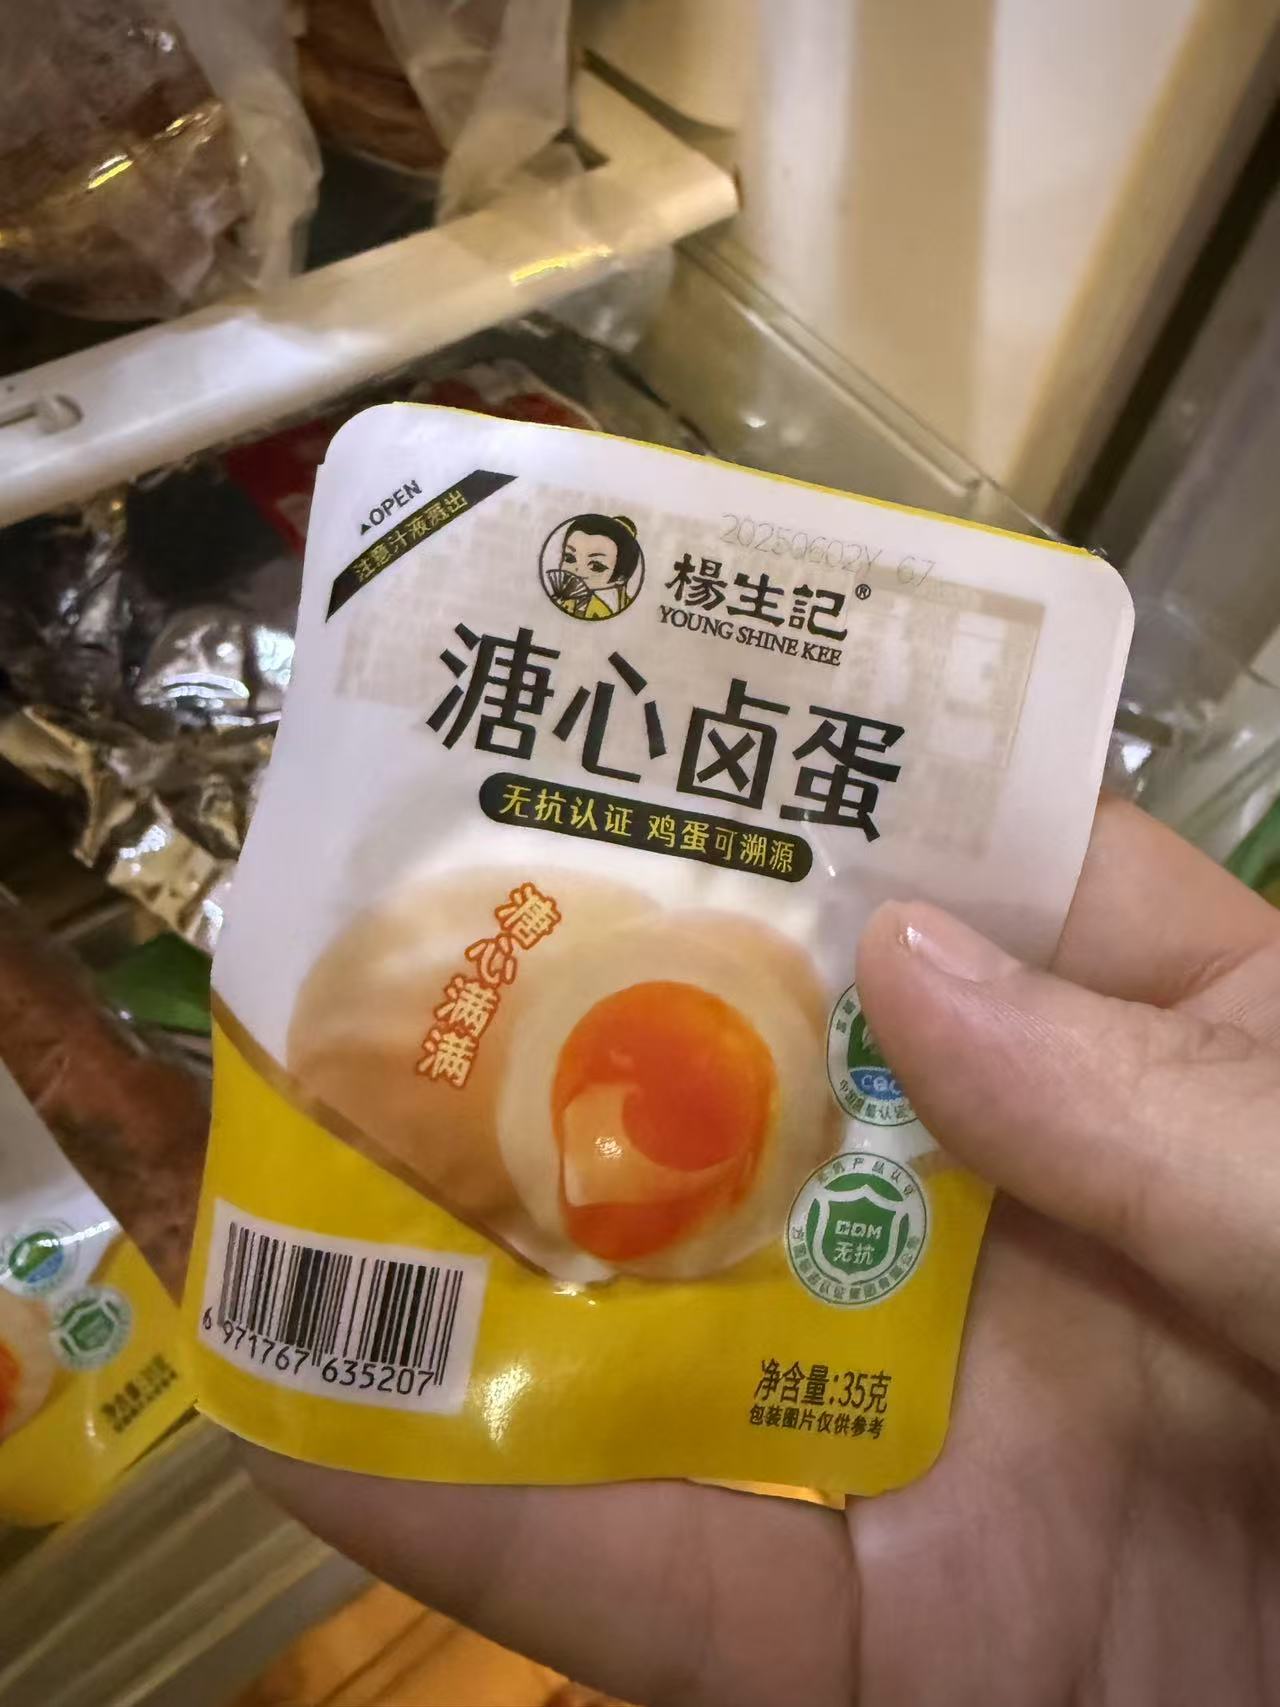 ▲OPEN
注意汁液溅出
20250602Y 67
楊生記®
YOUNG SHINE KEE
溏心卤蛋
无抗认证 鸡蛋可溯源
溏心满满
CQC
CQM
无抗
6 971767 635207
净含量:35克
包装图片仅供参考